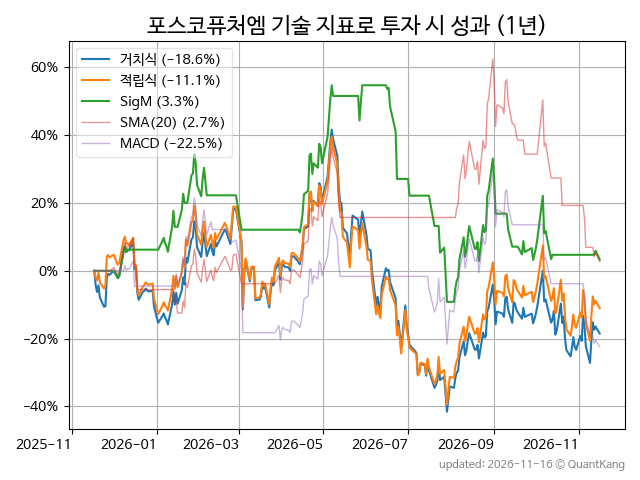 포스코퓨처엠 기술 지표로 투자 시 성과 (1년)
거치식 (-18.6%)
적립식 (-11.1%)
SigM (3.3%)
SMA(20) (2.7%)
MACD (-22.5%)
60%
40%
20%
0%
-20%
-40%
2025-11 2026-01 2026-03 2026-05 2026-07 2026-09 2026-11
updated: 2026-11-16 © QuantKang